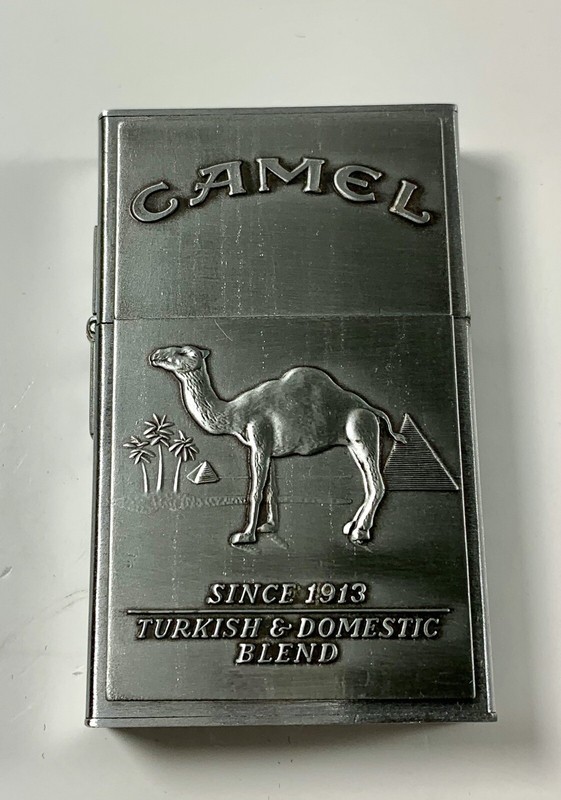 CAMEL
SINCE 1913
TURKISH & DOMESTIC
BLEND